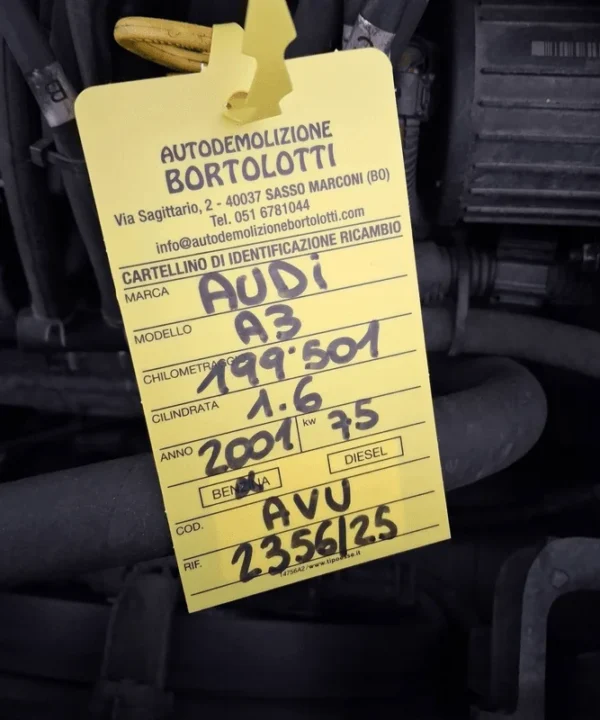 AUTODEMOLIZIONE
BORTOLOTTI
Via Sagittario, 2 - 40037 SASSO MARCONI (BO)
Tel. 051 6781044
info@autodemolizionebortolotti.com
CARTELLINO DI IDENTIFICAZIONE RICAMBIO
MARCA AUDi
MODELLO A3
CHILOMETRAGGIO 199.501
CILINDRATA 1.6
ANNO 2001 kw 75
BENZINA DIESEL
COD. AVU
RIF. 2356/25
B